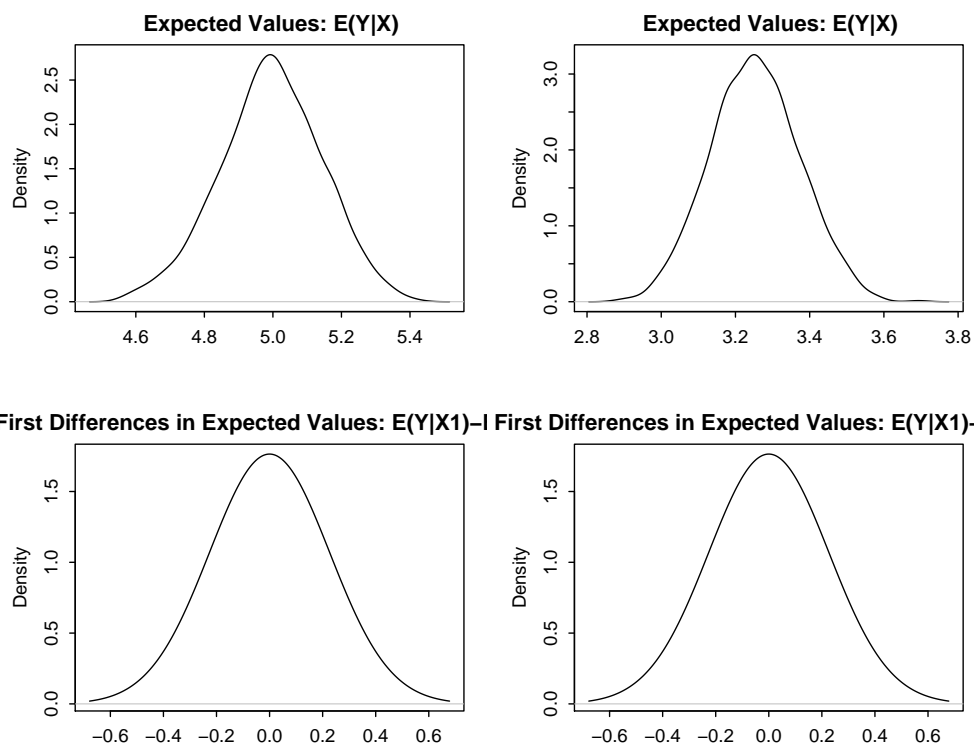 Expected Values: E(Y|X)
Density
0.0 0.5 1.0 1.5 2.0 2.5
4.6 4.8 5.0 5.2 5.4
Expected Values: E(Y|X)
Density
0.0 1.0 2.0 3.0
2.8 3.0 3.2 3.4 3.6 3.8
First Differences in Expected Values: E(Y|X1)−
Density
0.0 0.5 1.0 1.5
−0.6 −0.4 −0.2 0.0 0.2 0.4 0.6
First Differences in Expected Values: E(Y|X1)-
Density
0.0 0.5 1.0 1.5
−0.6 −0.4 −0.2 0.0 0.2 0.4 0.6